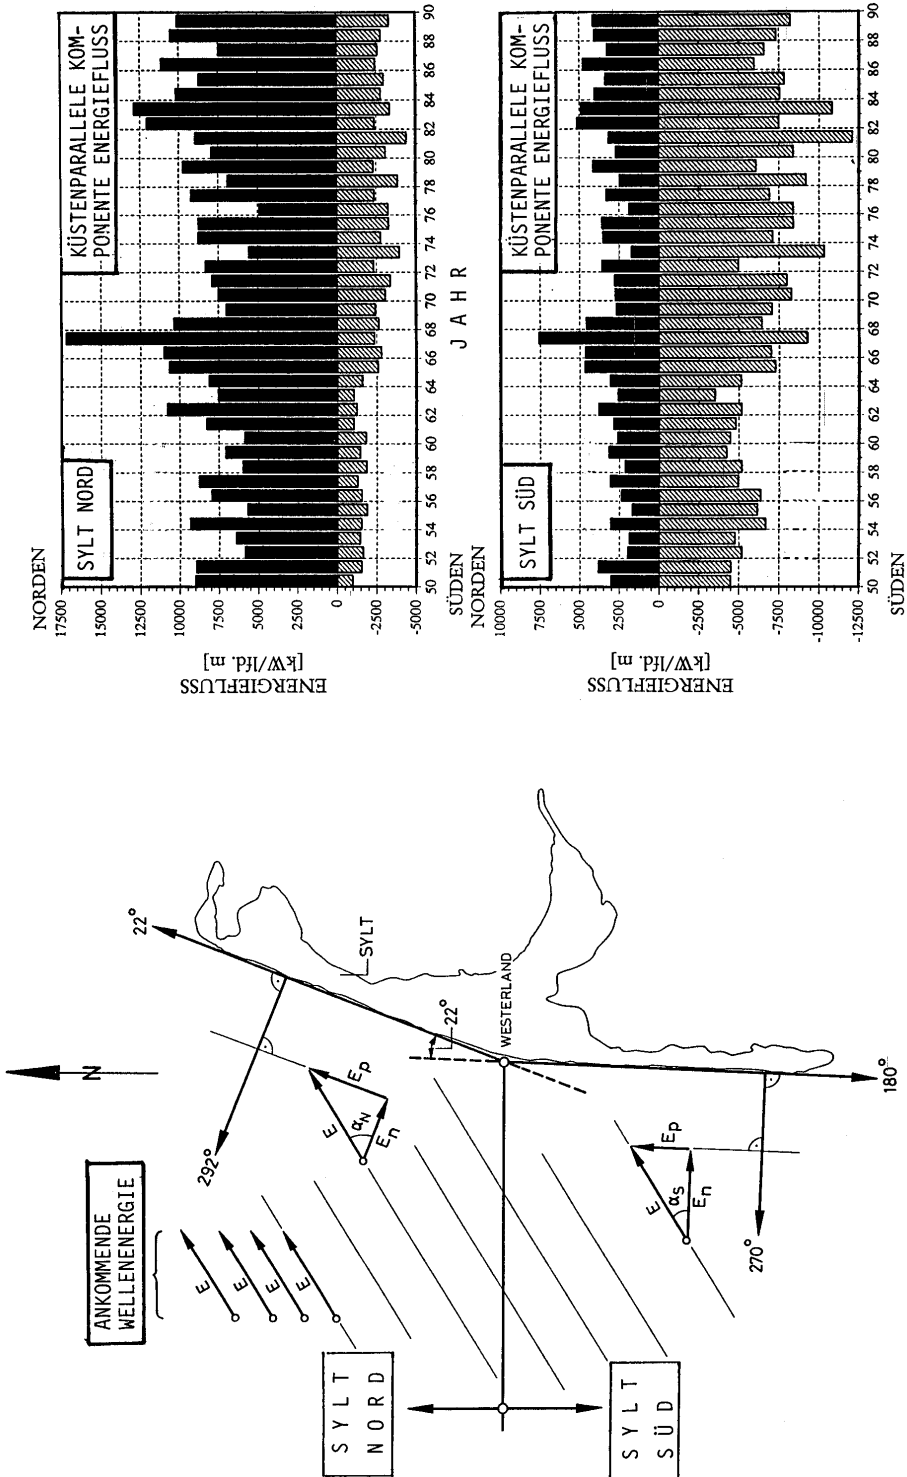 NORDEN
17500
15000
12500
10000
7500
5000
2500
0
-2500
-5000
SÜDEN
ENERGIEFLUSS
[kW/lfd. m]
SYLT NORD
KÜSTENPARALLELE KOM-
PONENTE ENERGIEFLUSS
50 52 54 56 58 60 62 64 66 68 70 72 74 76 78 80 82 84 86 88 90
JAHR
NORDEN
10000
7500
5000
2500
0
-2500
-5000
-7500
-10000
-12500
SÜDEN
ENERGIEFLUSS
[kW/lfd. m]
SYLT SÜD
KÜSTENPARALLELE KOM-
PONENTE ENERGIEFLUSS
50 52 54 56 58 60 62 64 66 68 70 72 74 76 78 80 82 84 86 88 90
N
ANKOMMENDE
WELLENENERGIE
E
E
E
E
292°
22°
E
Ep
αN
En
SYLT
22°
WESTERLAND
SYLT
NORD
SYLT
SÜD
E
Ep
αS
En
270°
180°